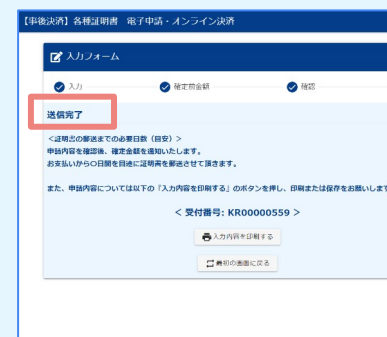 【事後決済】各種証明書　電子申請・オンライン決済
入力フォーム
入力
確定前金額
確認
送信完了
＜証明書の郵送までの必要日数（目安）＞
申請内容を確認後、確定金額を通知いたします。
お支払いから〇日間を目途に証明書を郵送させて頂きます。
また、申請内容については以下の「入力内容を印刷する」のボタンを押し、印刷または保存をお願いします
＜ 受付番号: KR00000559 ＞
入力内容を印刷する
最初の画面に戻る